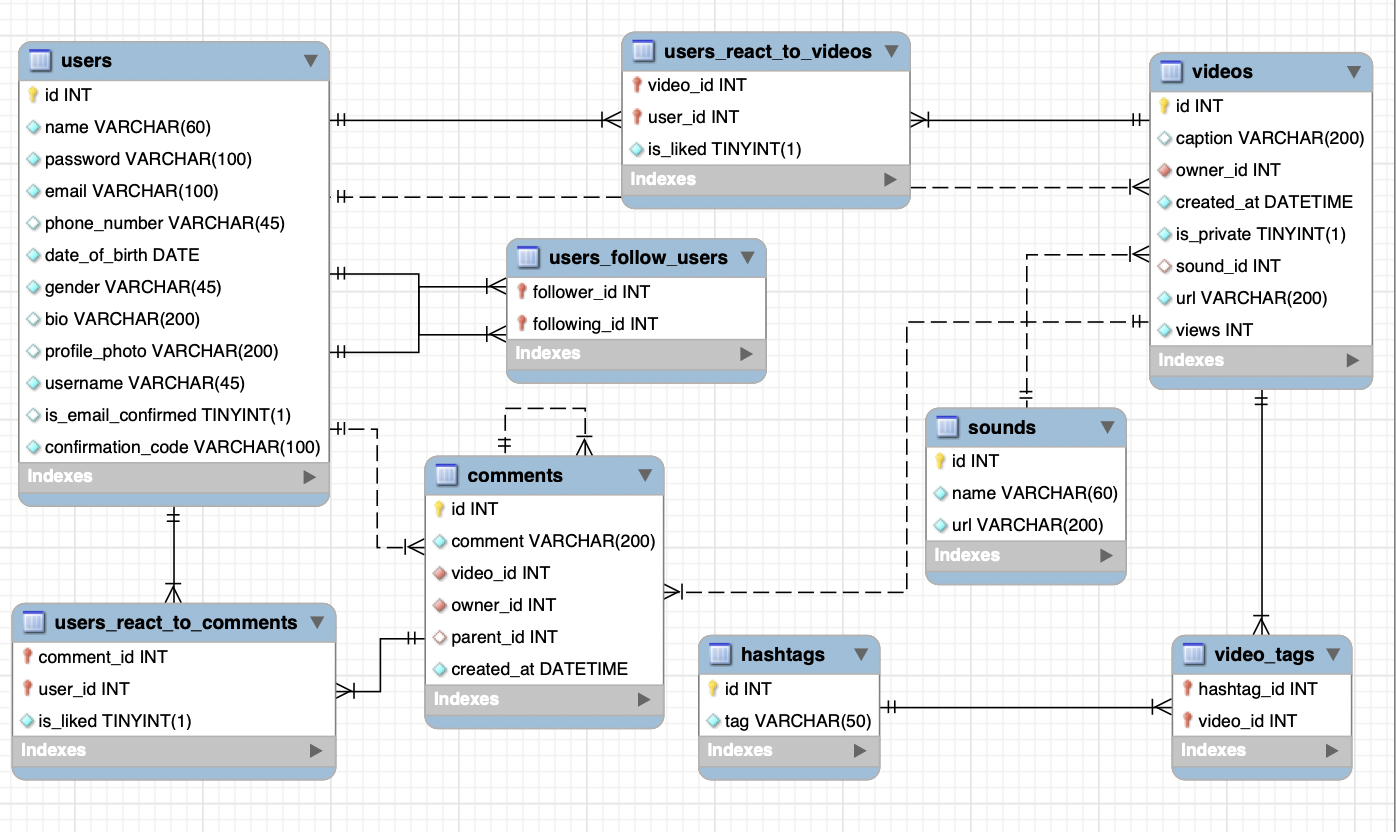 users
id INT
name VARCHAR(60)
password VARCHAR(100)
email VARCHAR(100)
phone_number VARCHAR(45)
date_of_birth DATE
gender VARCHAR(45)
bio VARCHAR(200)
profile_photo VARCHAR(200)
username VARCHAR(45)
is_email_confirmed TINYINT(1)
confirmation_code VARCHAR(100)
Indexes
users_react_to_videos
video_id INT
user_id INT
is_liked TINYINT(1)
Indexes
videos
id INT
caption VARCHAR(200)
owner_id INT
created_at DATETIME
is_private TINYINT(1)
sound_id INT
url VARCHAR(200)
views INT
Indexes
users_follow_users
follower_id INT
following_id INT
Indexes
comments
id INT
comment VARCHAR(200)
video_id INT
owner_id INT
parent_id INT
created_at DATETIME
Indexes
sounds
id INT
name VARCHAR(60)
url VARCHAR(200)
Indexes
users_react_to_comments
comment_id INT
user_id INT
is_liked TINYINT(1)
Indexes
hashtags
id INT
tag VARCHAR(50)
Indexes
video_tags
hashtag_id INT
video_id INT
Indexes